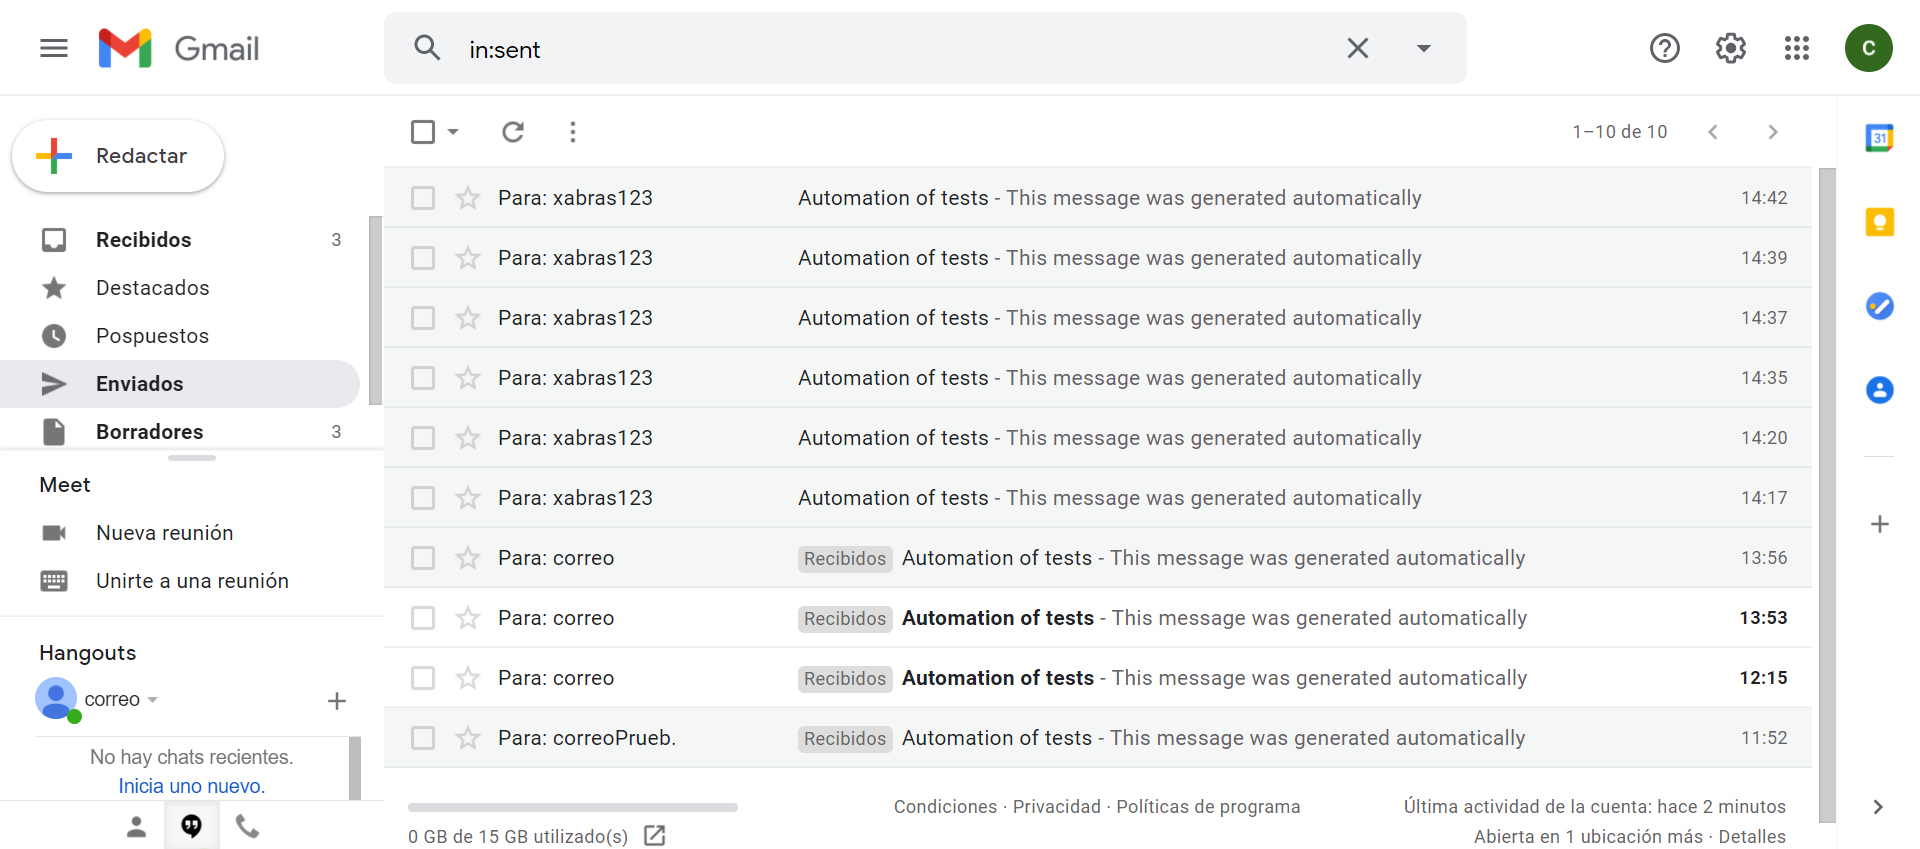 Gmail
in:sent
C
Redactar
1–10 de 10
31
Recibidos 3
Destacados
Pospuestos
Enviados
Borradores 3
Meet
Nueva reunión
Unirte a una reunión
Hangouts
correo
No hay chats recientes.
Inicia uno nuevo.
Para: xabras123 Automation of tests - This message was generated automatically 14:42
Para: xabras123 Automation of tests - This message was generated automatically 14:39
Para: xabras123 Automation of tests - This message was generated automatically 14:37
Para: xabras123 Automation of tests - This message was generated automatically 14:35
Para: xabras123 Automation of tests - This message was generated automatically 14:20
Para: xabras123 Automation of tests - This message was generated automatically 14:17
Para: correo Recibidos Automation of tests - This message was generated automatically 13:56
Para: correo Recibidos Automation of tests - This message was generated automatically 13:53
Para: correo Recibidos Automation of tests - This message was generated automatically 12:15
Para: correoPrueb. Recibidos Automation of tests - This message was generated automatically 11:52
0 GB de 15 GB utilizado(s)
Condiciones · Privacidad · Políticas de programa
Última actividad de la cuenta: hace 2 minutos
Abierta en 1 ubicación más · Detalles